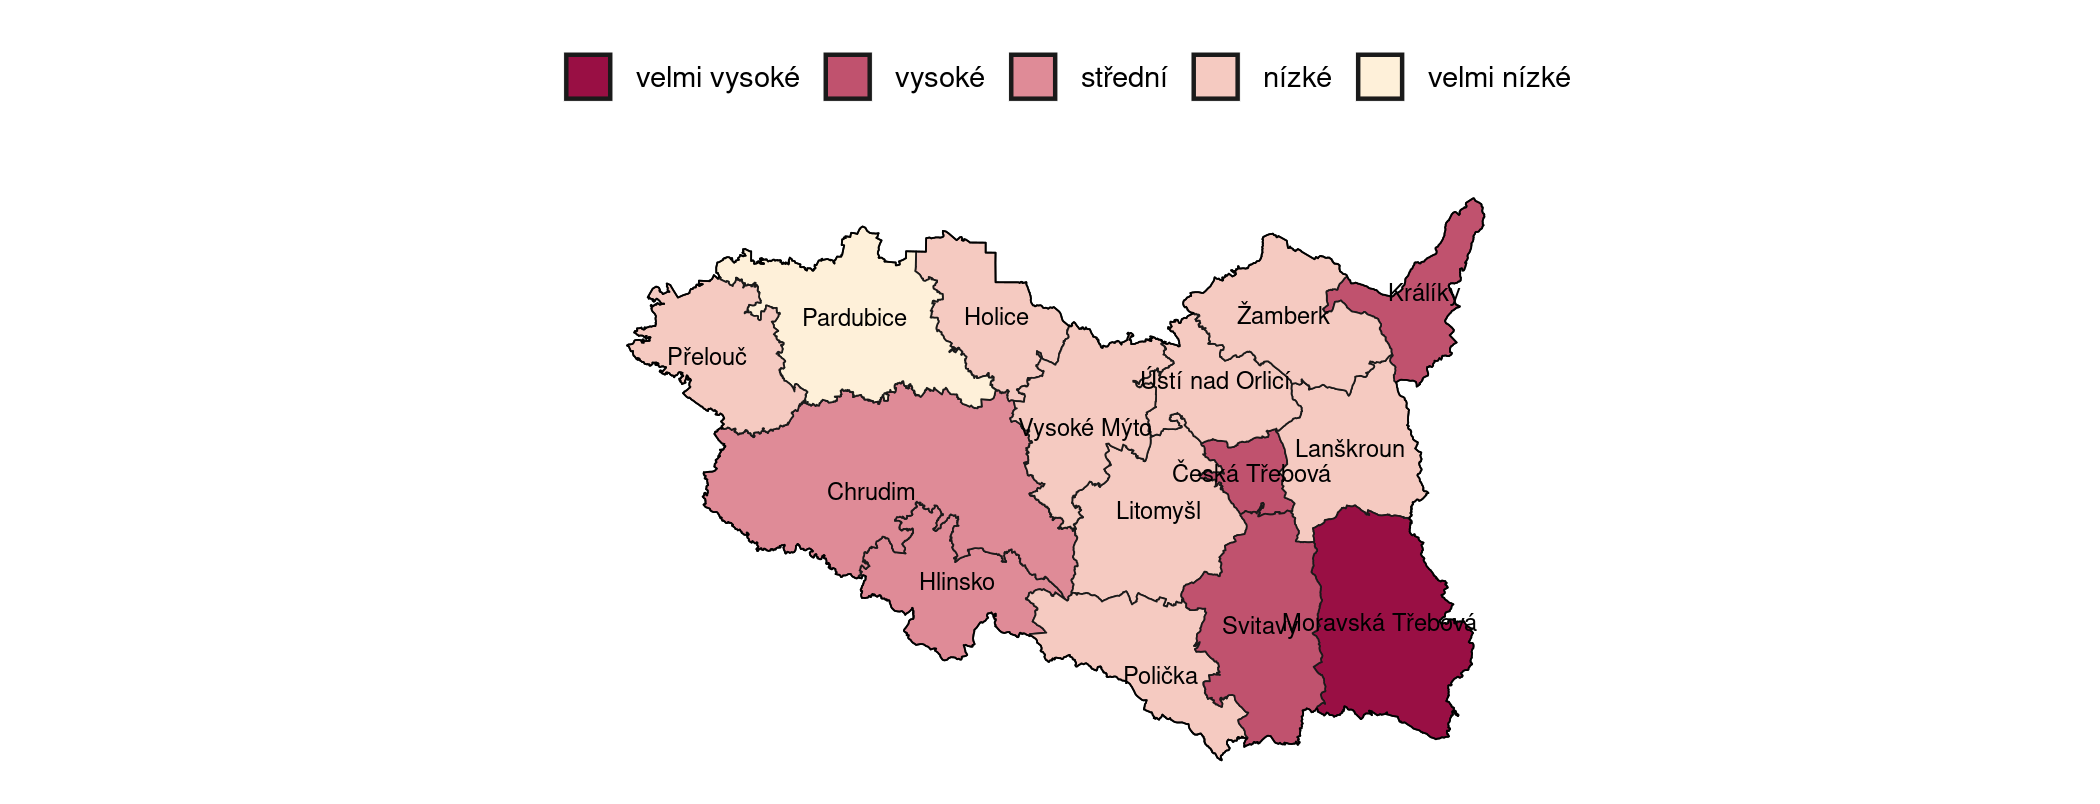 velmi vysoké
vysoké
střední
nízké
velmi nízké
Králíky
Žamberk
Holice
Pardubice
Přelouč
Ústí nad Orlicí
Vysoké Mýto
Lanškroun
Česká Třebová
Chrudim
Litomyšl
Hlinsko
Svitavy
Moravská Třebová
Polička